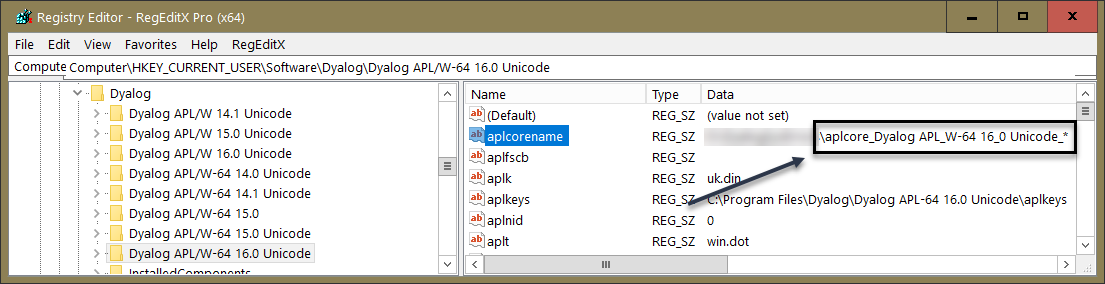 Registry Editor - RegEditX Pro (x64)
File Edit View Favorites Help RegEditX
Compute Computer\HKEY_CURRENT_USER\Software\Dyalog\Dyalog APL/W-64 16.0 Unicode
Dyalog
Dyalog APL/W 14.1 Unicode
Dyalog APL/W 15.0 Unicode
Dyalog APL/W 16.0 Unicode
Dyalog APL/W-64 14.0 Unicode
Dyalog APL/W-64 14.1 Unicode
Dyalog APL/W-64 15.0
Dyalog APL/W-64 15.0 Unicode
Dyalog APL/W-64 16.0 Unicode
InstalledComponents
Name Type Data
(Default) REG_SZ (value not set)
aplcorename REG_SZ \aplcore_Dyalog APL_W-64 16_0 Unicode_*
aplfscb REG_SZ
aplk REG_SZ uk.din
aplkeys REG_SZ C:\Program Files\Dyalog\Dyalog APL-64 16.0 Unicode\aplkeys
aplnid REG_SZ 0
aplt REG_SZ win.dot